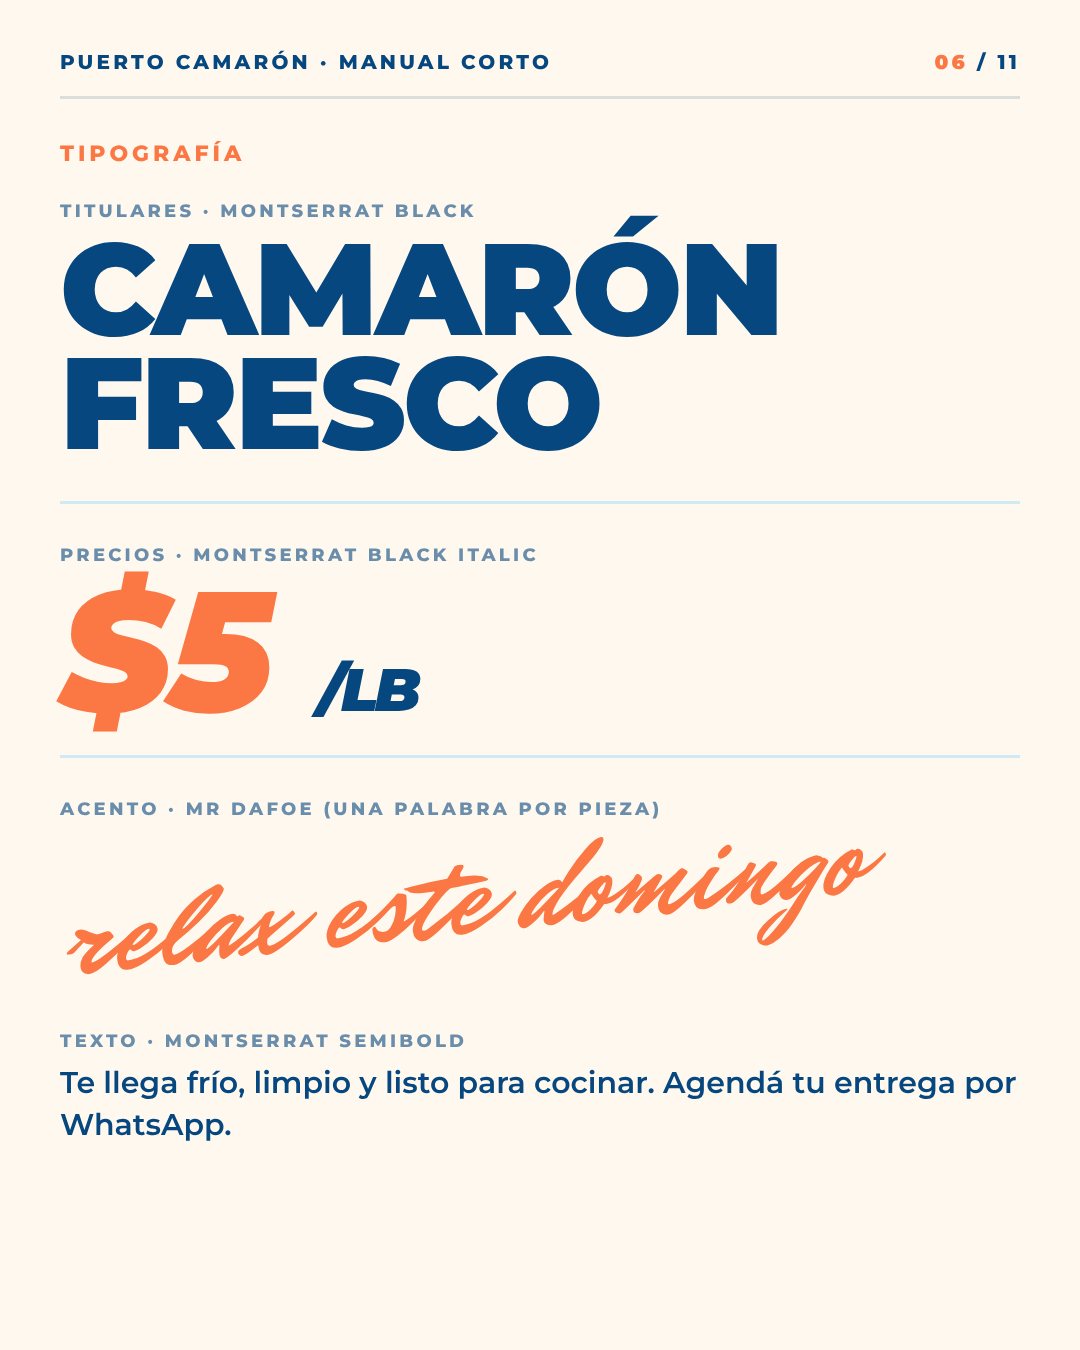 PUERTO CAMARÓN · MANUAL CORTO
06 / 11
TIPOGRAFÍA
TITULARES · MONTSERRAT BLACK
CAMARÓN
FRESCO
PRECIOS · MONTSERRAT BLACK ITALIC
$5 /LB
ACENTO · MR DAFOE (UNA PALABRA POR PIEZA)
relax este domingo
TEXTO · MONTSERRAT SEMIBOLD
Te llega frío, limpio y listo para cocinar. Agendá tu entrega por
WhatsApp.